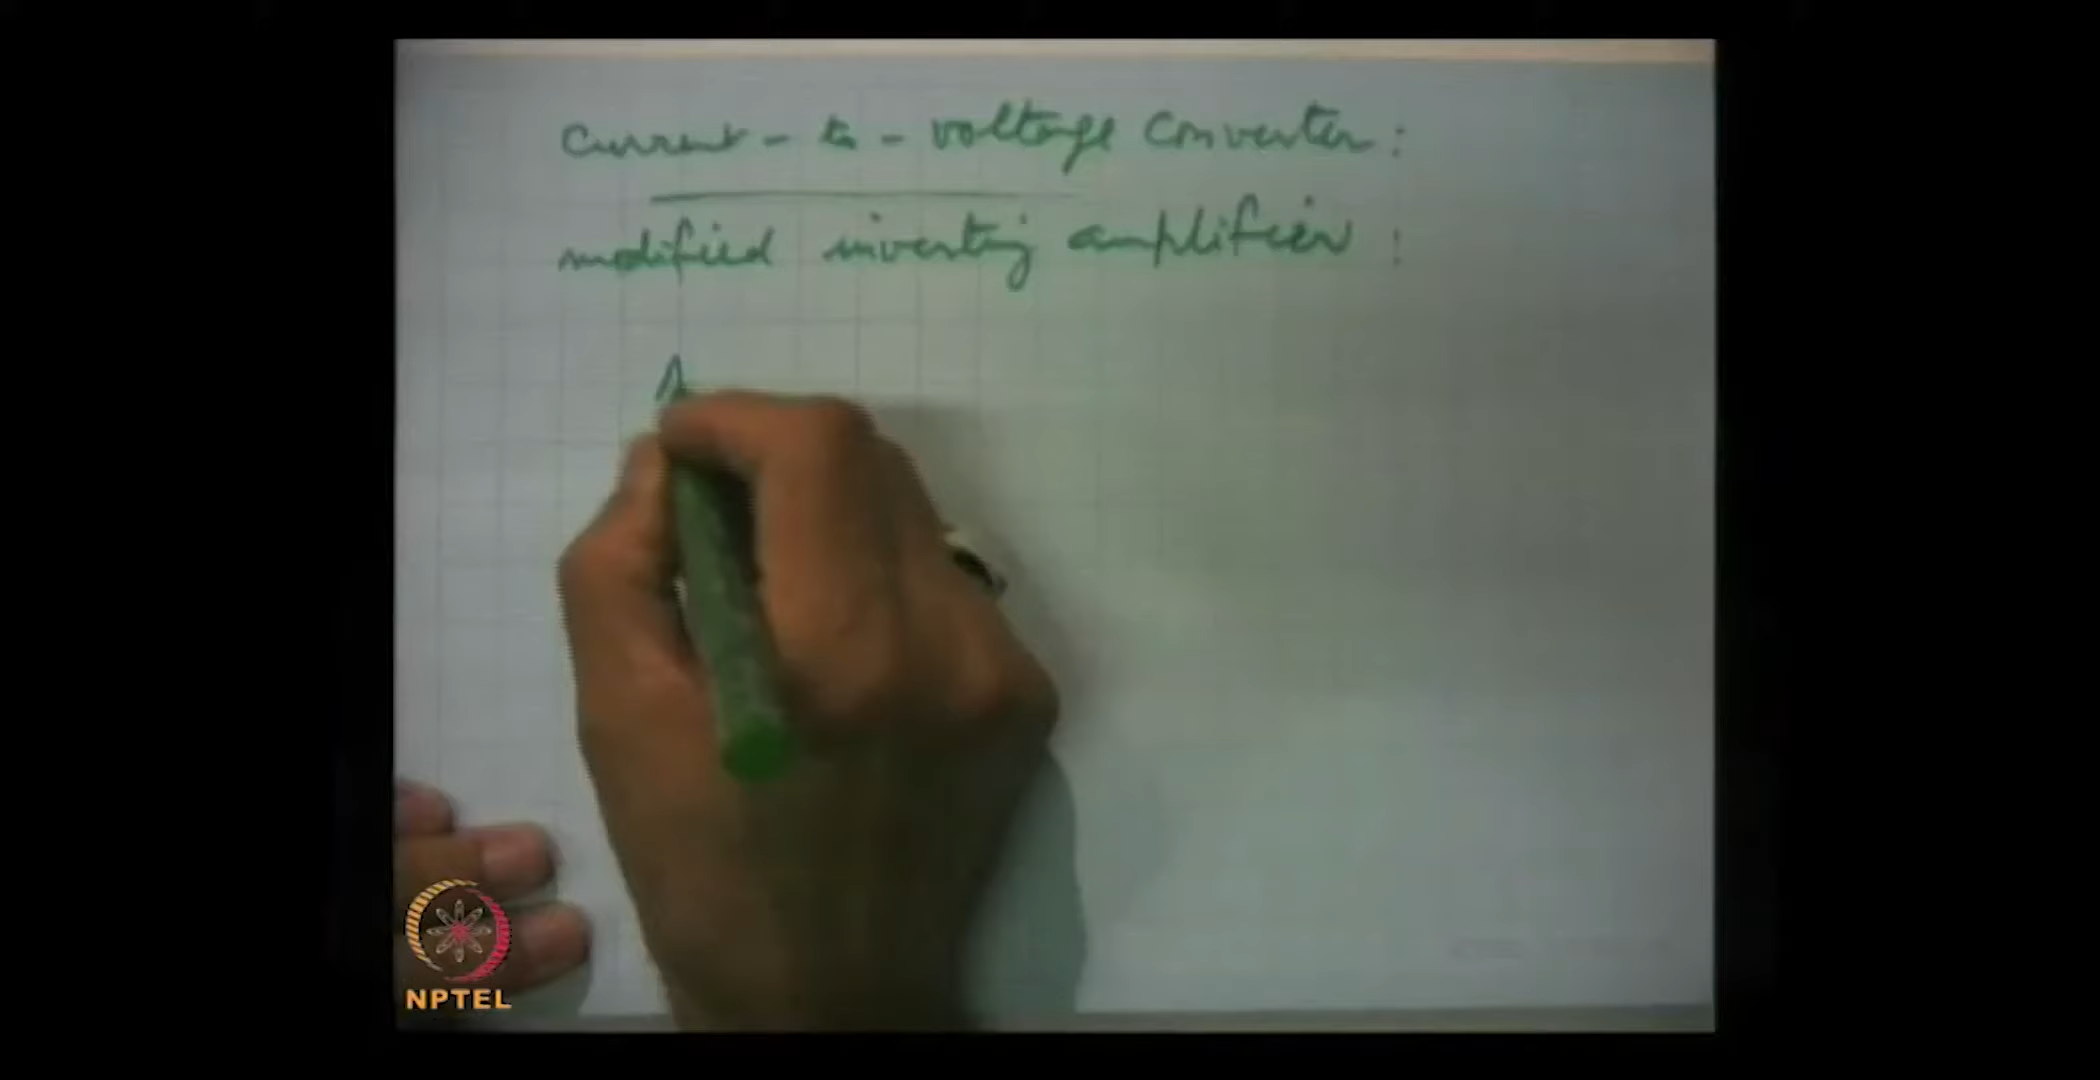 Current - to - voltage converter:
modified inverting amplifier:
A
NPTEL